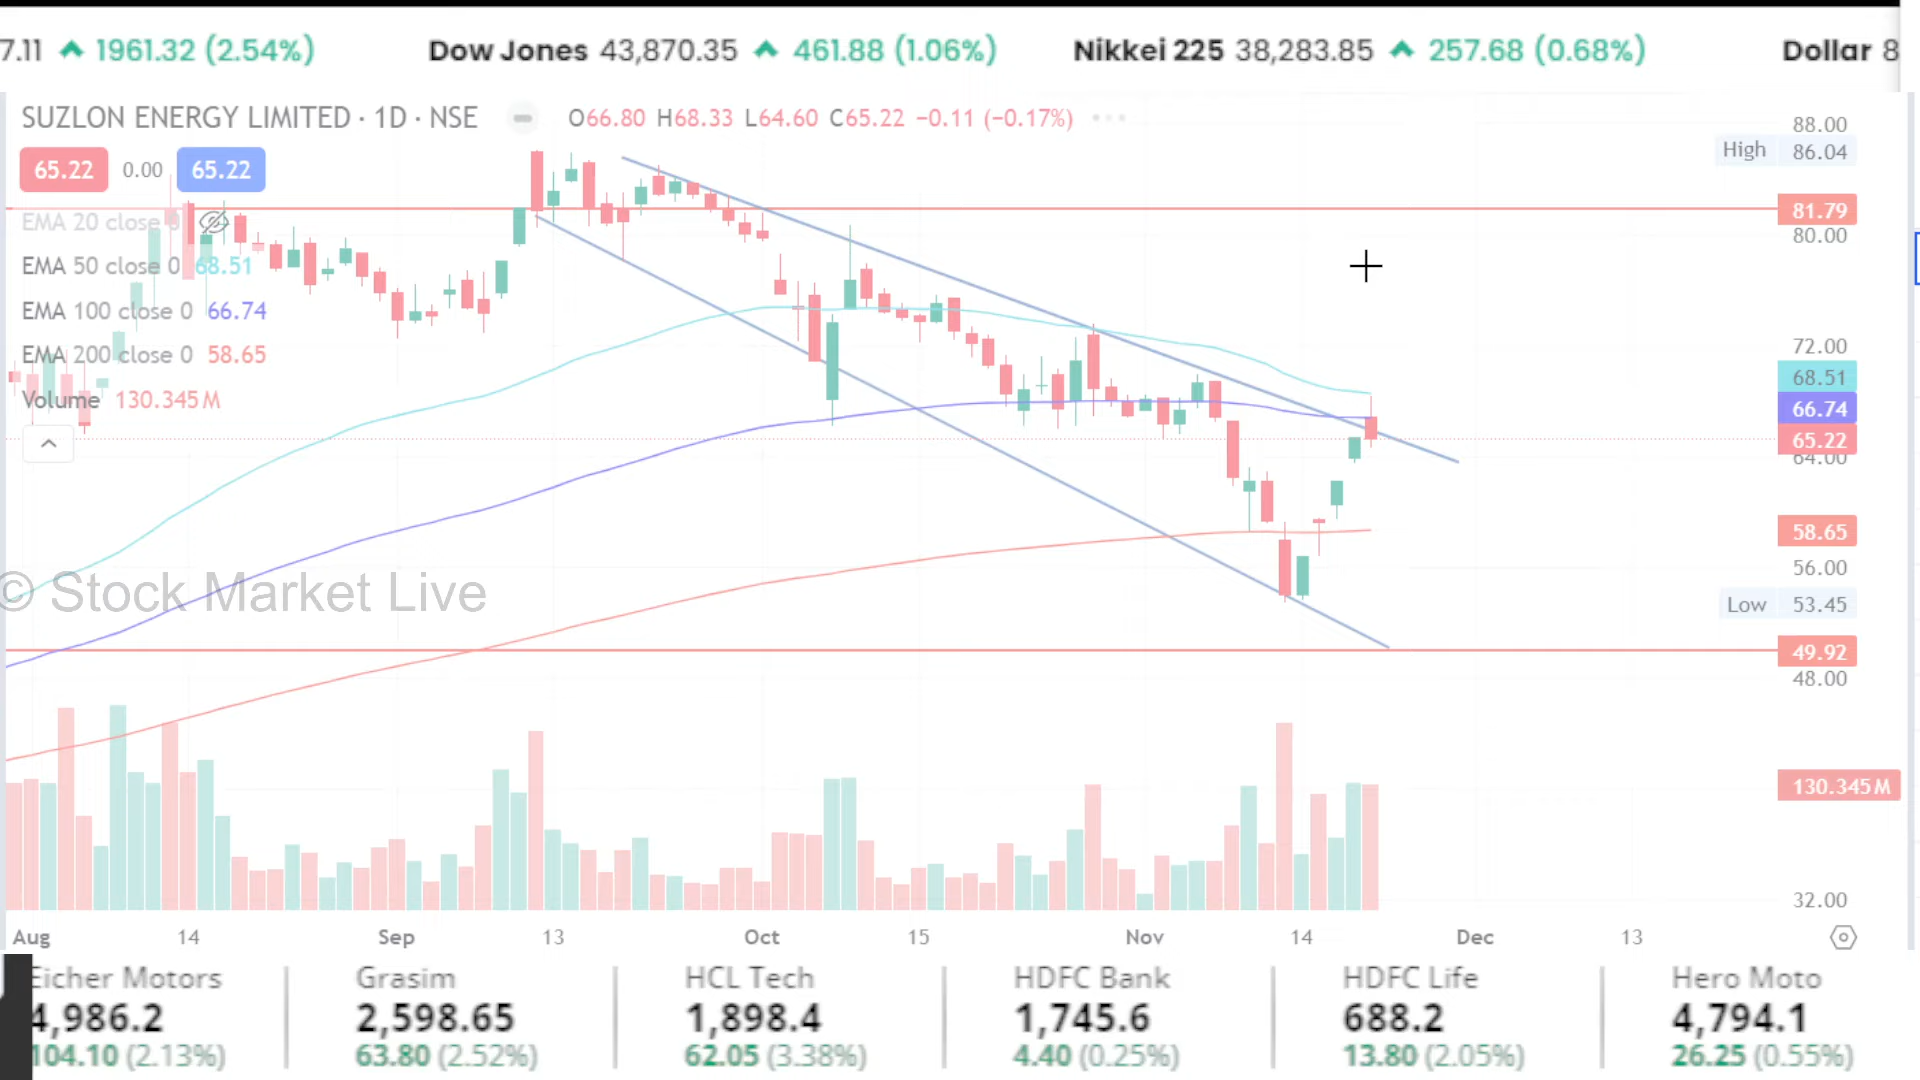 7.11 1961.32 (2.54%) Dow Jones 43,870.35 461.88 (1.06%) Nikkei 225 38,283.85 257.68 (0.68%) Dollar 8
SUZLON ENERGY LIMITED · 1D · NSE O66.80 H68.33 L64.60 C65.22 −0.11 (−0.17%)
65.22 0.00 65.22
EMA 20 close 0
EMA 50 close 0 68.51
EMA 100 close 0 66.74
EMA 200 close 0 58.65
Volume 130.345M
88.00
High 86.04
81.79
80.00
72.00
68.51
66.74
65.22
64.00
58.65
56.00
Low 53.45
49.92
48.00
130.345M
32.00
© Stock Market Live
Aug 14 Sep 13 Oct 15 Nov 14 Dec 13
Eicher Motors Grasim HCL Tech HDFC Bank HDFC Life Hero Moto
4,986.2 2,598.65 1,898.4 1,745.6 688.2 4,794.1
104.10 (2.13%) 63.80 (2.52%) 62.05 (3.38%) 4.40 (0.25%) 13.80 (2.05%) 26.25 (0.55%)